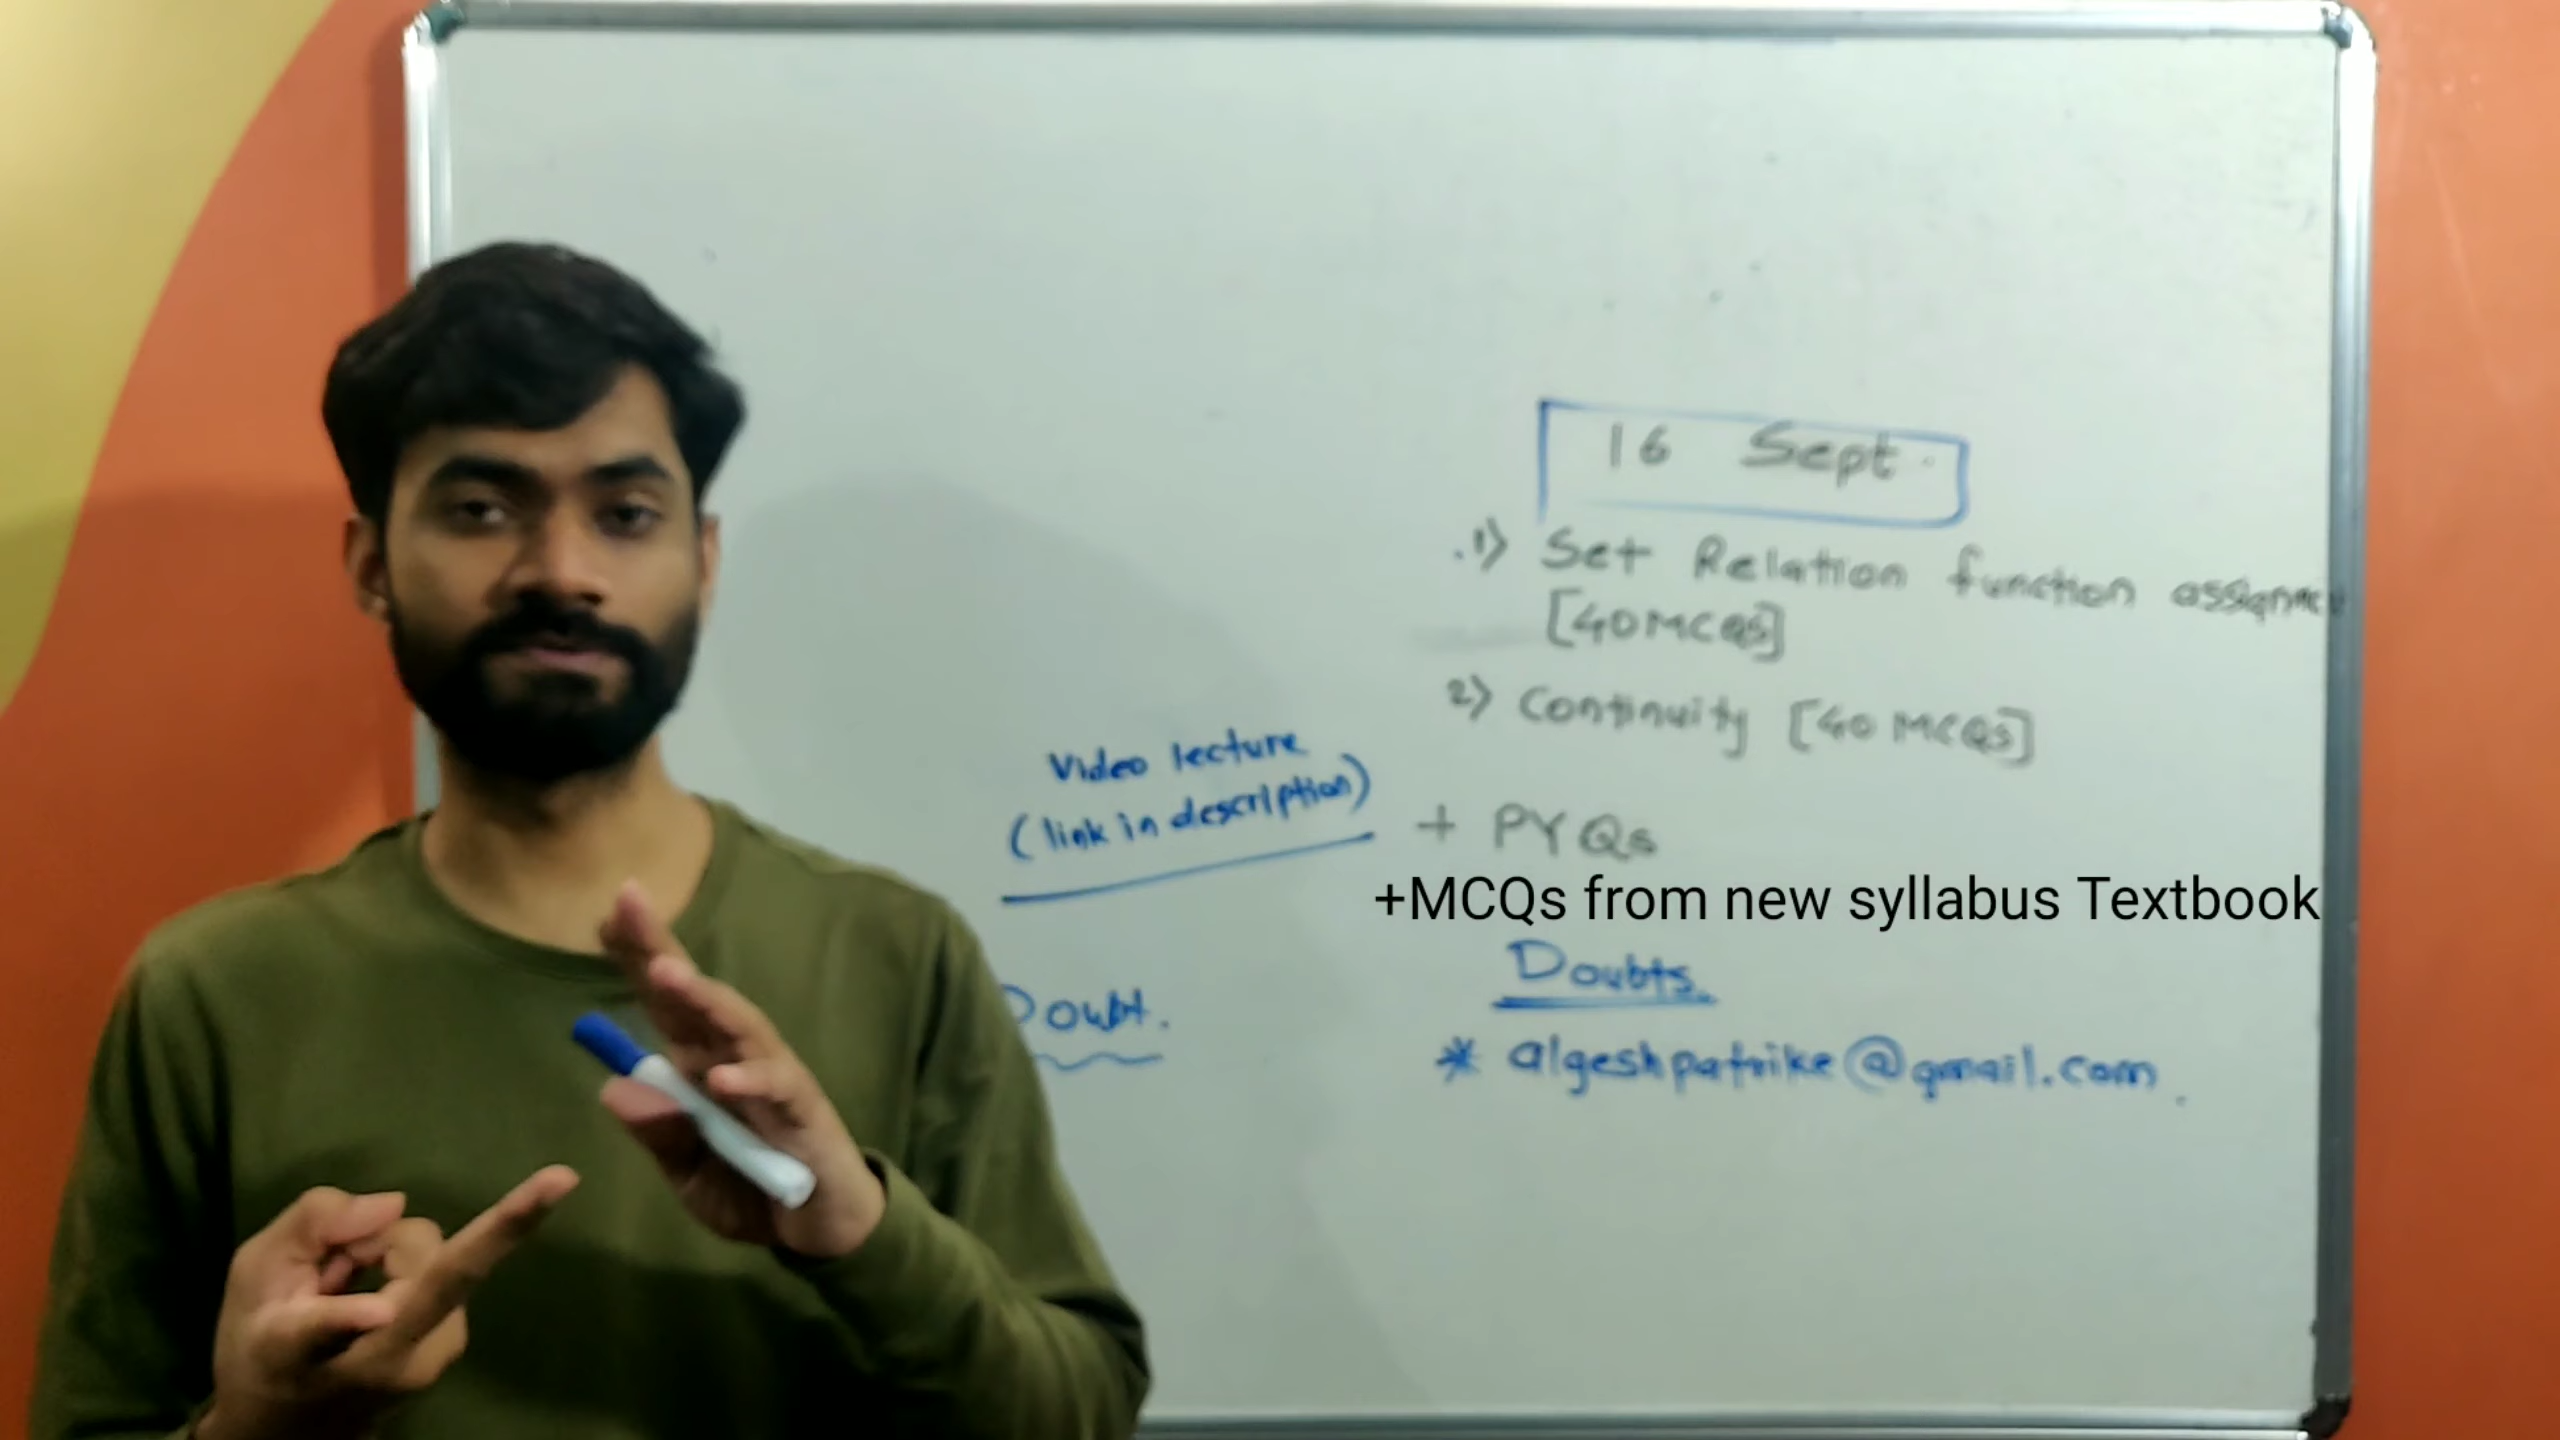 16 Sept.
1) Set Relation function
[40 MCQs]
2) Continuity [40 MCQs]
Video lecture
(link in description)
+ PYQs
+MCQs from new syllabus Textbook
Doubts.
Doubt.
* algeshpatrike@gmail.com